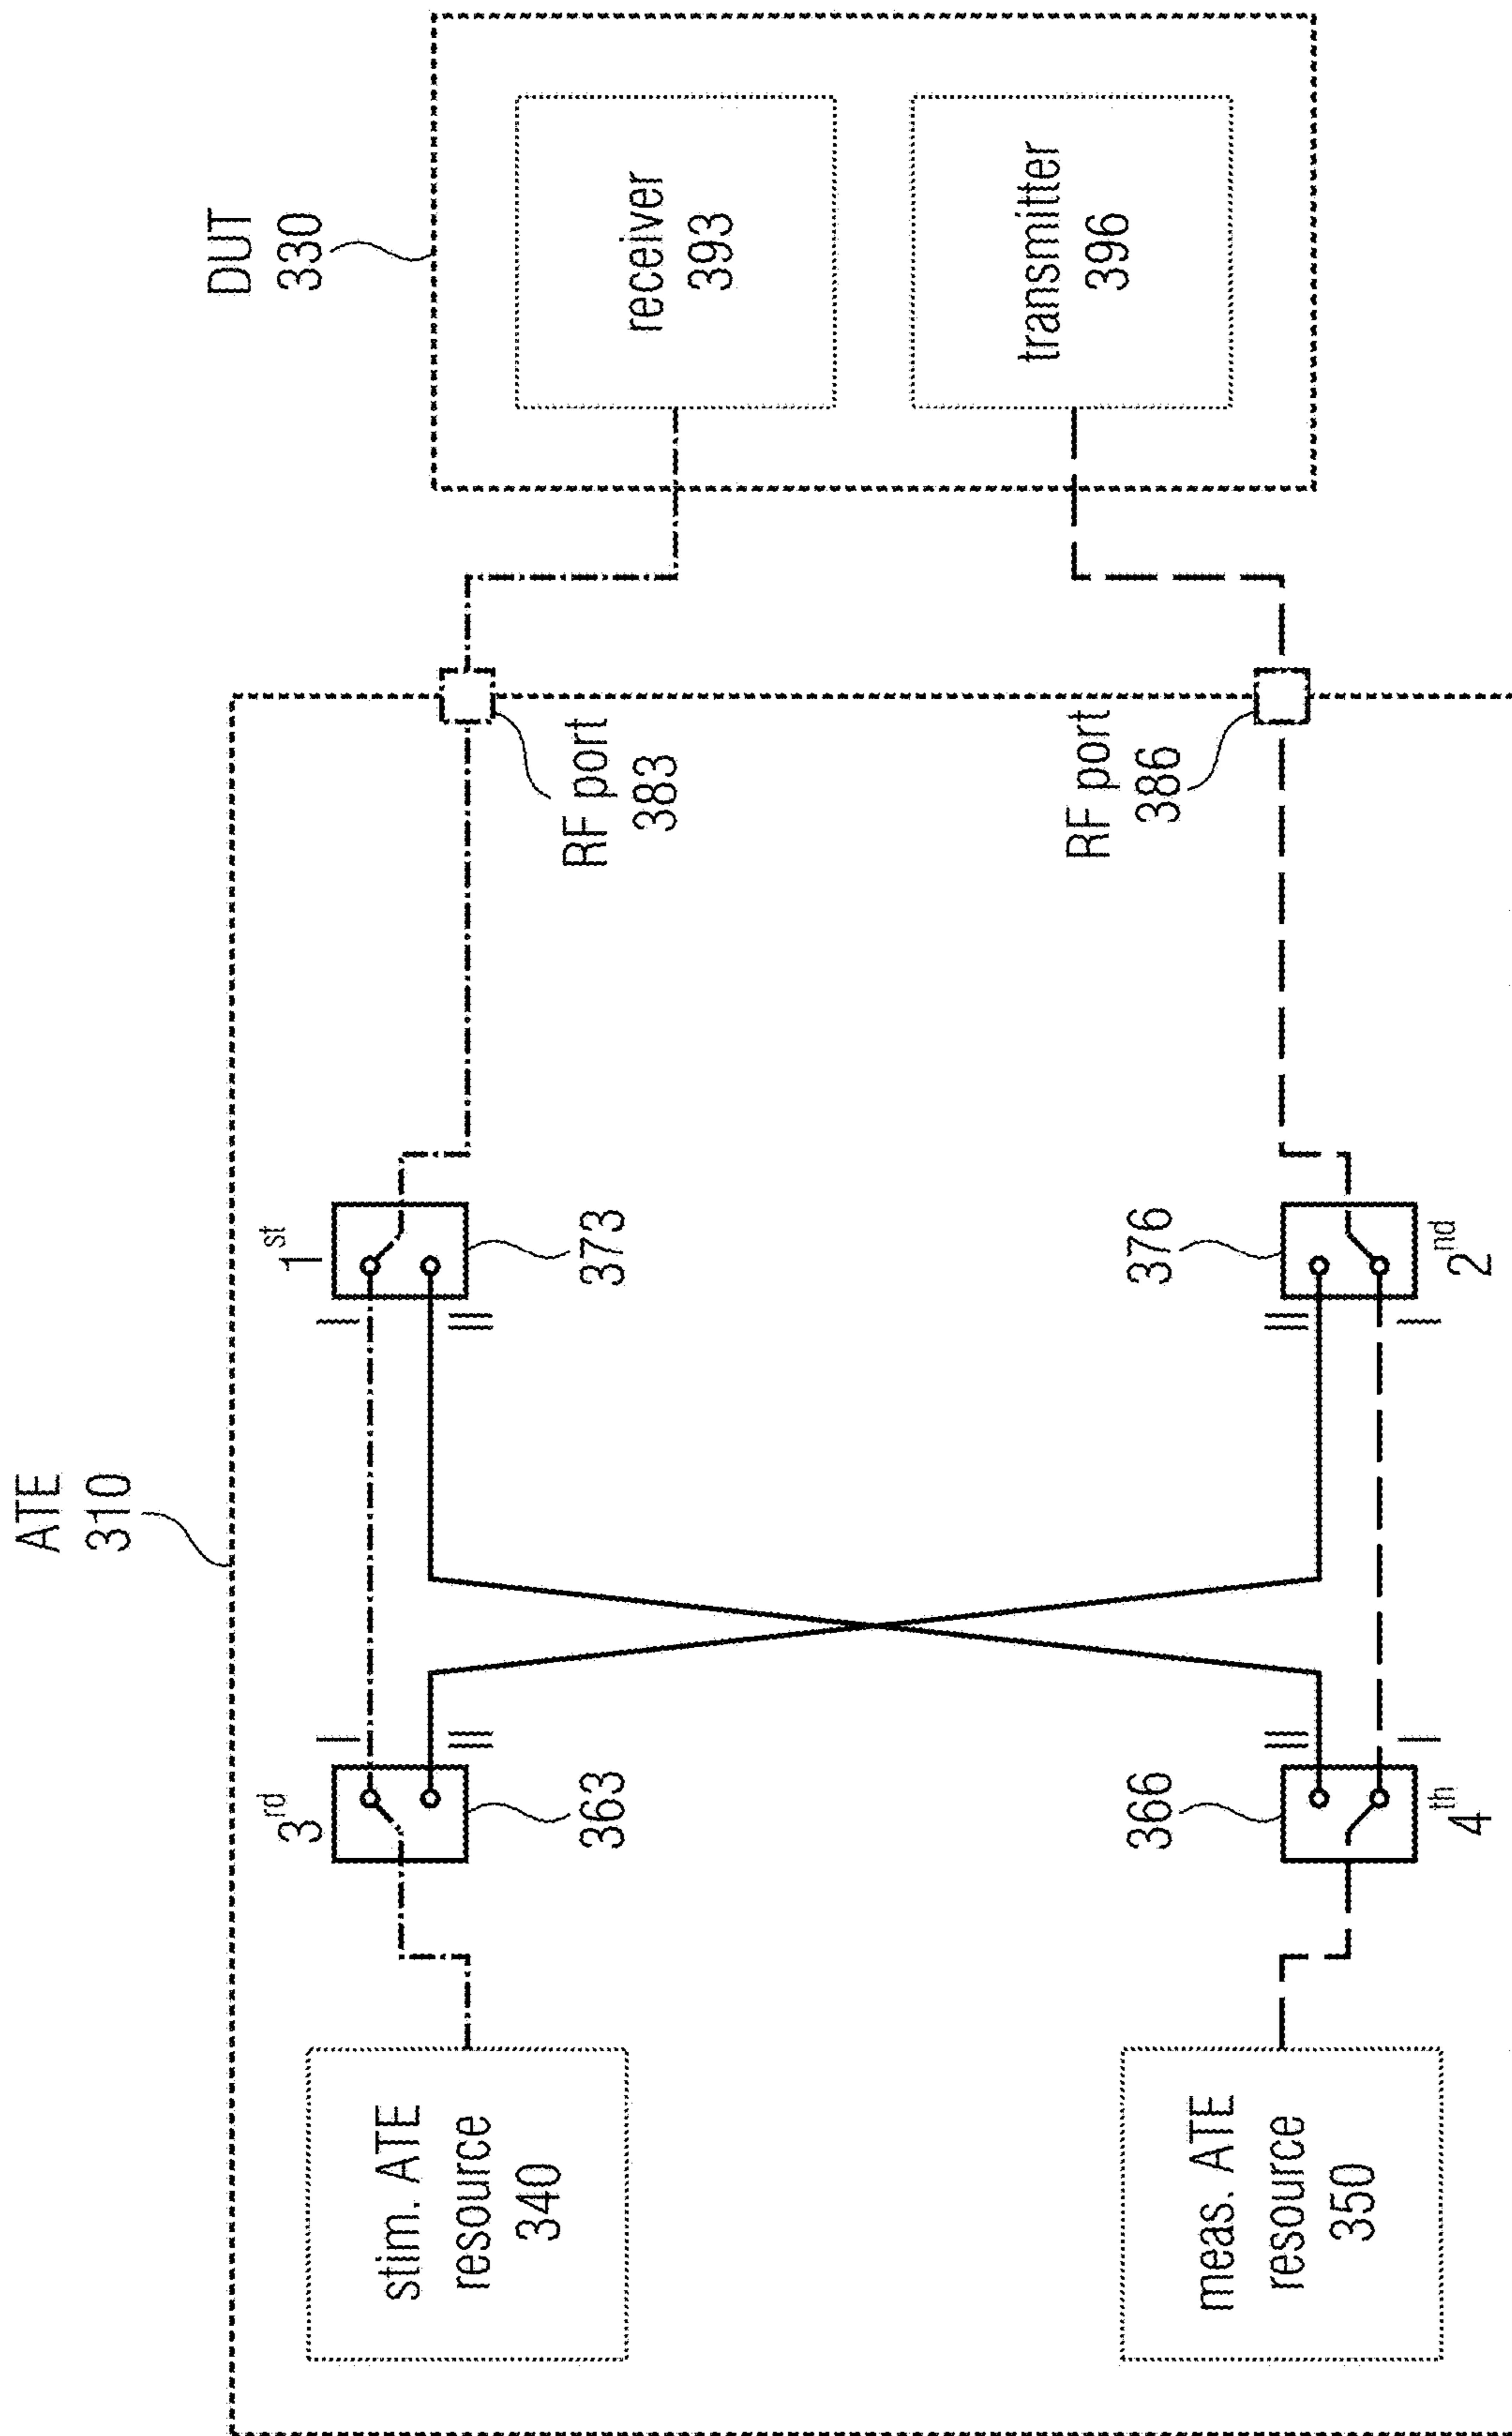 ATE
310
DUT
330
stim. ATE
resource
340
3rd
363
I
II
1st
373
I
II
RF port
383
receiver
393
meas. ATE
resource
350
366
4th
II
I
376
2nd
II
I
RF port
386
transmitter
396